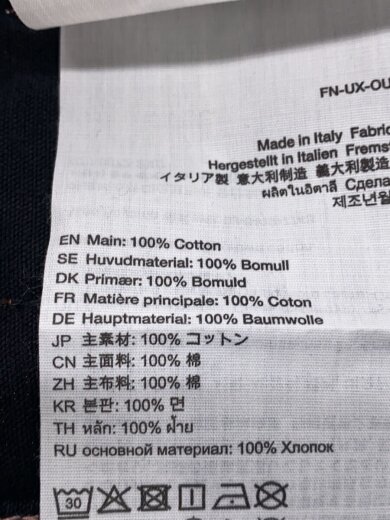 FN-UX-OU
Made in Italy Fabric
Hergestellt in Italien Fremst
イタリア製 意大利制造 義大利製造
ผลิตในอิตาลี Сдела
제조년월
EN Main: 100% Cotton
SE Huvudmaterial: 100% Bomull
DK Primær: 100% Bomuld
FR Matière principale: 100% Coton
DE Hauptmaterial: 100% Baumwolle
JP 主素材: 100% コットン
CN 主面料: 100% 棉
ZH 主布料: 100% 棉
KR 본판: 100% 면
TH หลัก: 100% ฝ้าย
RU основной материал: 100% Хлопок
30